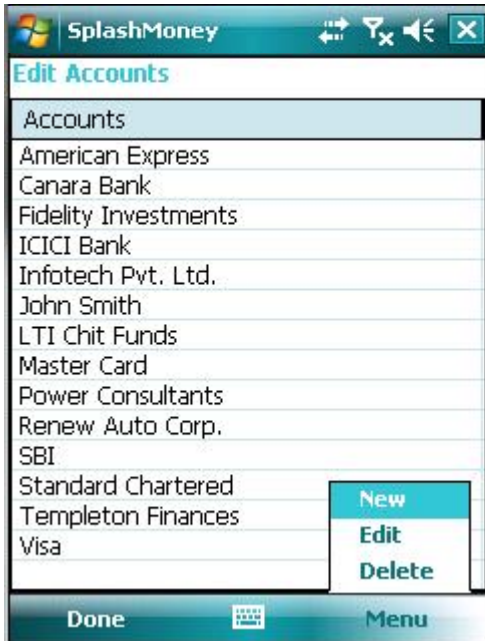 SplashMoney
Edit Accounts
Accounts
American Express
Canara Bank
Fidelity Investments
ICICI Bank
Infotech Pvt. Ltd.
John Smith
LTI Chit Funds
Master Card
Power Consultants
Renew Auto Corp.
SBI
Standard Chartered
Templeton Finances
Visa
New
Edit
Delete
Done
Menu